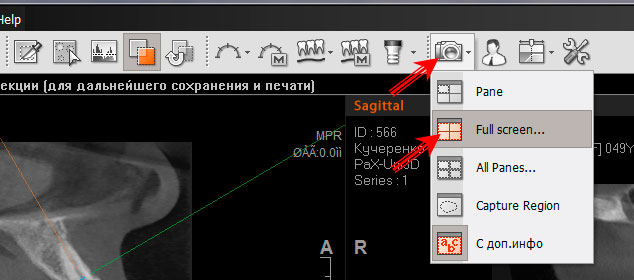 Help
екции (для дальнейшего сохранения и печати)
MPR
ØÀÃ:0.0ìì
A
Sagittal
ID : 566
Кучеренко
PaX-Uni3D
Series : 1
R
] 049Y
Pane
Full screen...
All Panes...
Capture Region
С доп.инфо